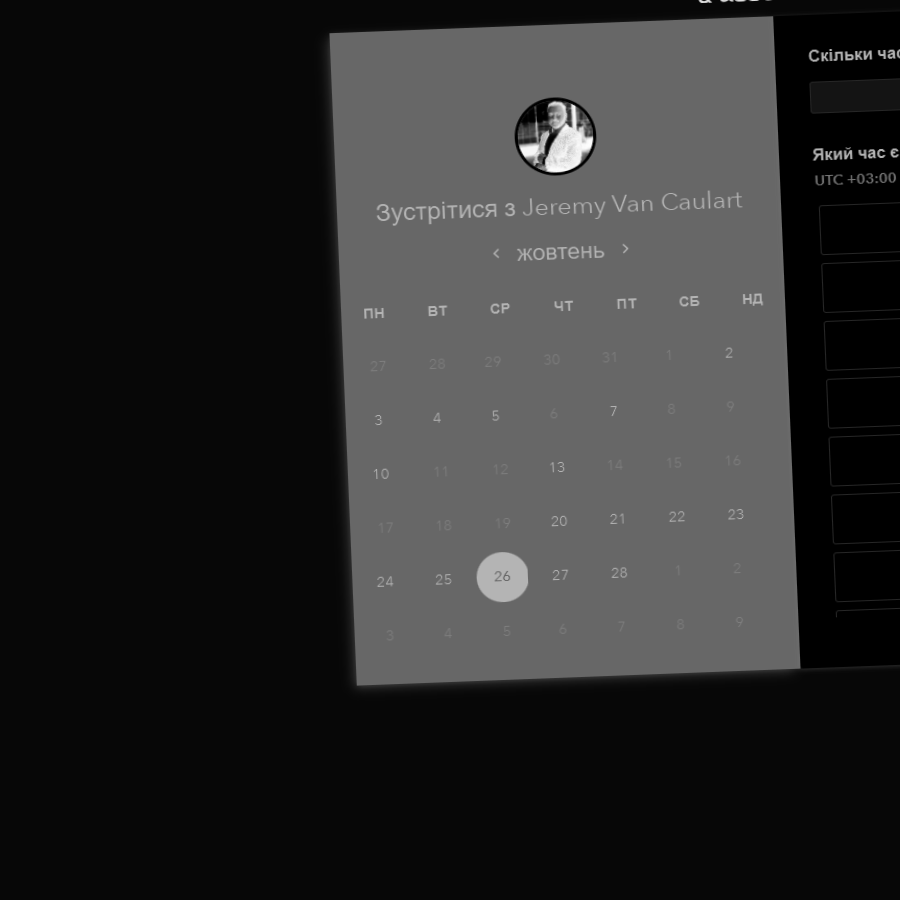 Зустрітися з Jeremy Van Caulart
жовтень
ПН ВТ СР ЧТ ПТ СБ НД
27 28 29 30 31 1 2
3 4 5 6 7 8 9
10 11 12 13 14 15 16
17 18 19 20 21 22 23
24 25 26 27 28 1 2
3 4 5 6 7 8 9
Скільки час
Який час є
UTC +03:00